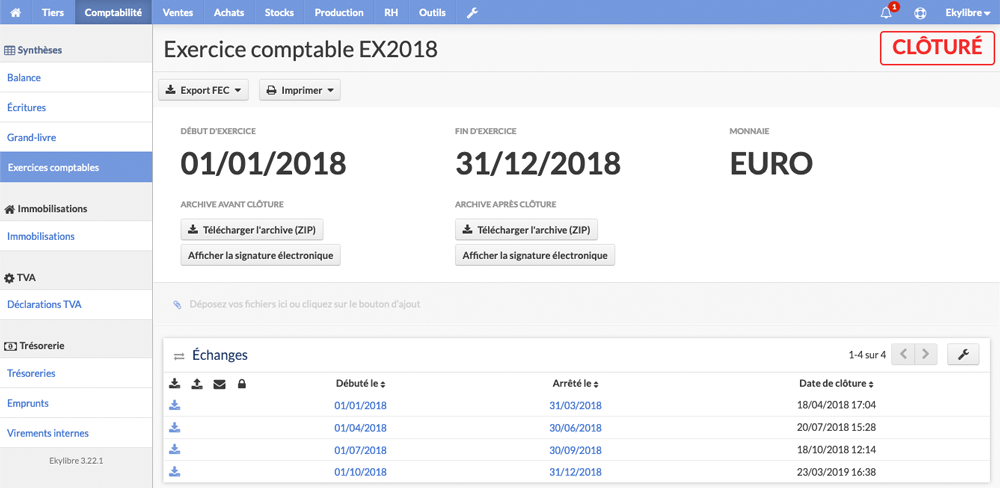 Tiers Comptabilité Ventes Achats Stocks Production RH Outils 1 Ekylibre
Synthèses
Balance
Écritures
Grand-livre
Exercices comptables
Immobilisations
Immobilisations
TVA
Déclarations TVA
Trésorerie
Trésoreries
Emprunts
Virements internes
Ekylibre 3.22.1
Exercice comptable EX2018
CLÔTURÉ
Export FEC Imprimer
DÉBUT D'EXERCICE FIN D'EXERCICE MONNAIE
01/01/2018 31/12/2018 EURO
ARCHIVE AVANT CLÔTURE ARCHIVE APRÈS CLÔTURE
Télécharger l'archive (ZIP) Télécharger l'archive (ZIP)
Afficher la signature électronique Afficher la signature électronique
Déposez vos fichiers ici ou cliquez sur le bouton d'ajout
Échanges 1-4 sur 4
Débuté le Arrêté le Date de clôture
01/01/2018 31/03/2018 18/04/2018 17:04
01/04/2018 30/06/2018 20/07/2018 15:28
01/07/2018 30/09/2018 18/10/2018 12:14
01/10/2018 31/12/2018 23/03/2019 16:38